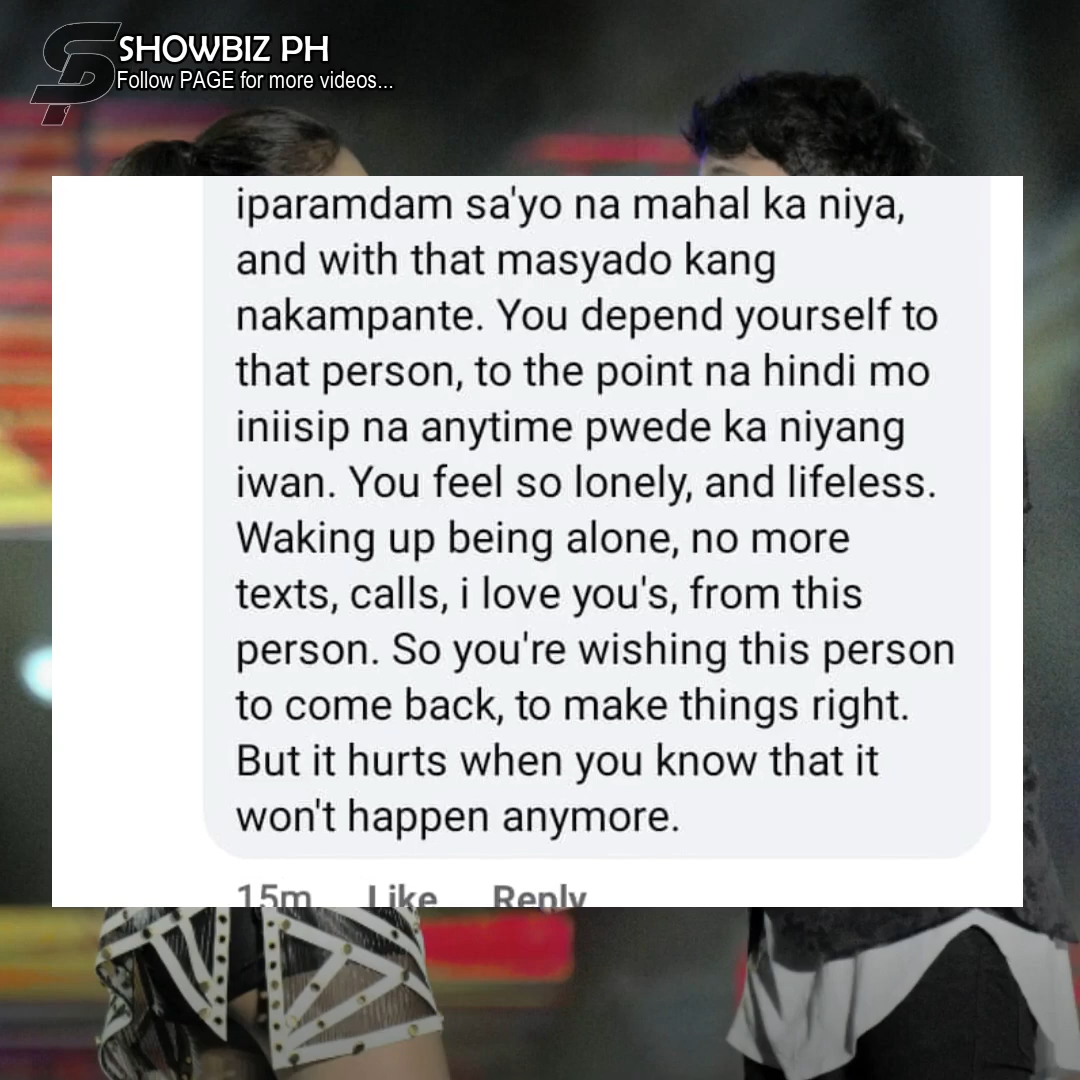 SHOWBIZ PH
Follow PAGE for more videos...
iparamdam sa'yo na mahal ka niya,
and with that masyado kang
nakampante. You depend yourself to
that person, to the point na hindi mo
iniisip na anytime pwede ka niyang
iwan. You feel so lonely, and lifeless.
Waking up being alone, no more
texts, calls, i love you's, from this
person. So you're wishing this person
to come back, to make things right.
But it hurts when you know that it
won't happen anymore.
15m Like Reply